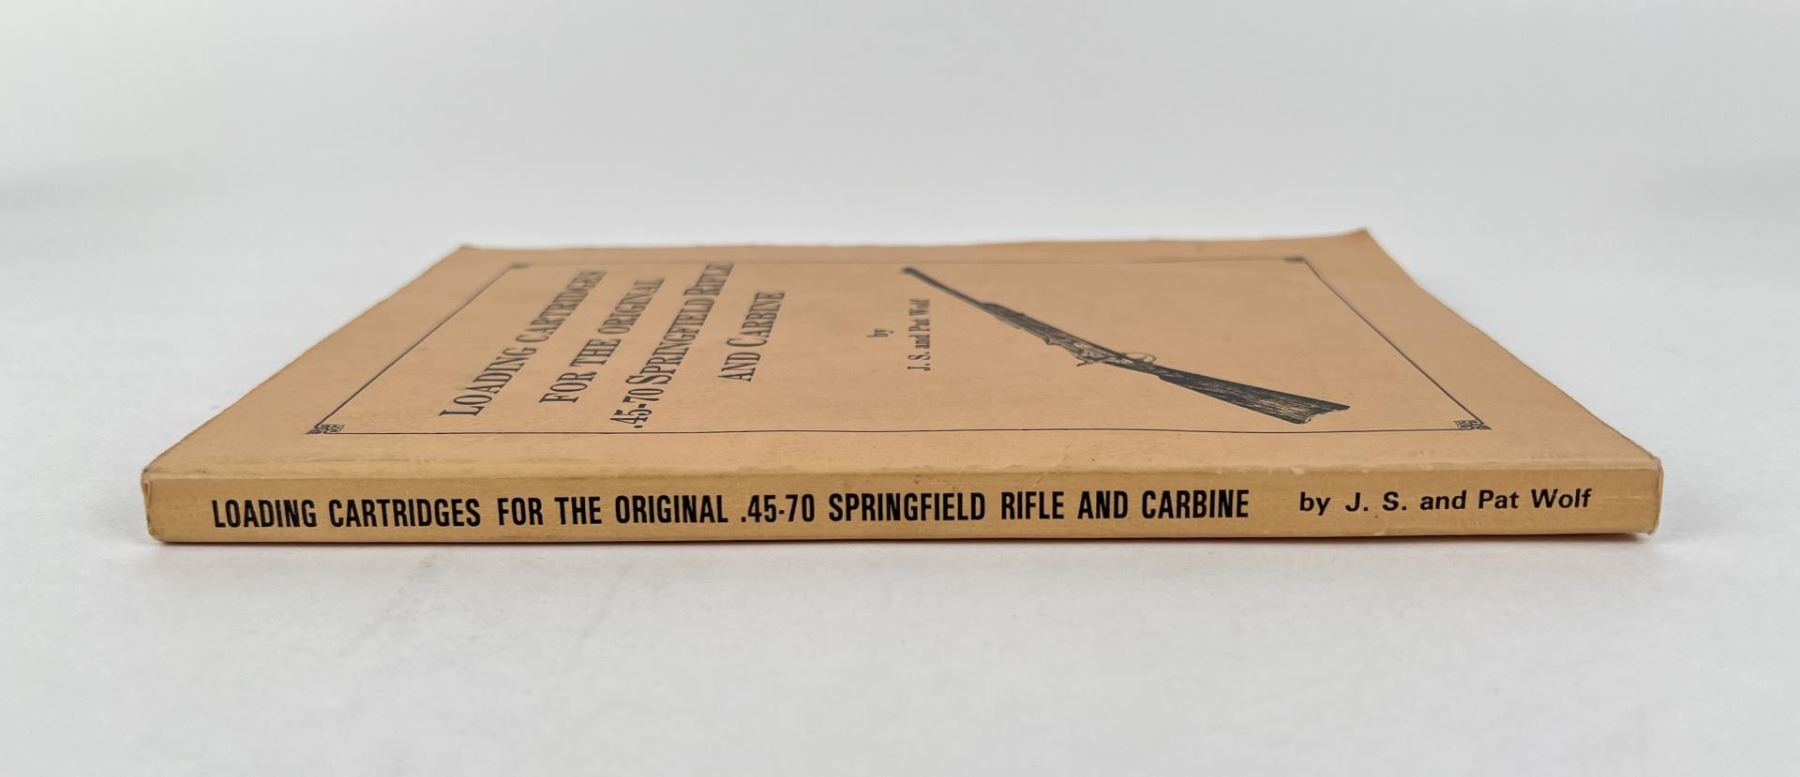 LOADING CARTRIDGES
FOR THE ORIGINAL
.45-70 SPRINGFIELD RIFLE
AND CARBINE
by
J. S. and Pat Wolf
LOADING CARTRIDGES FOR THE ORIGINAL .45-70 SPRINGFIELD RIFLE AND CARBINE by J. S. and Pat Wolf